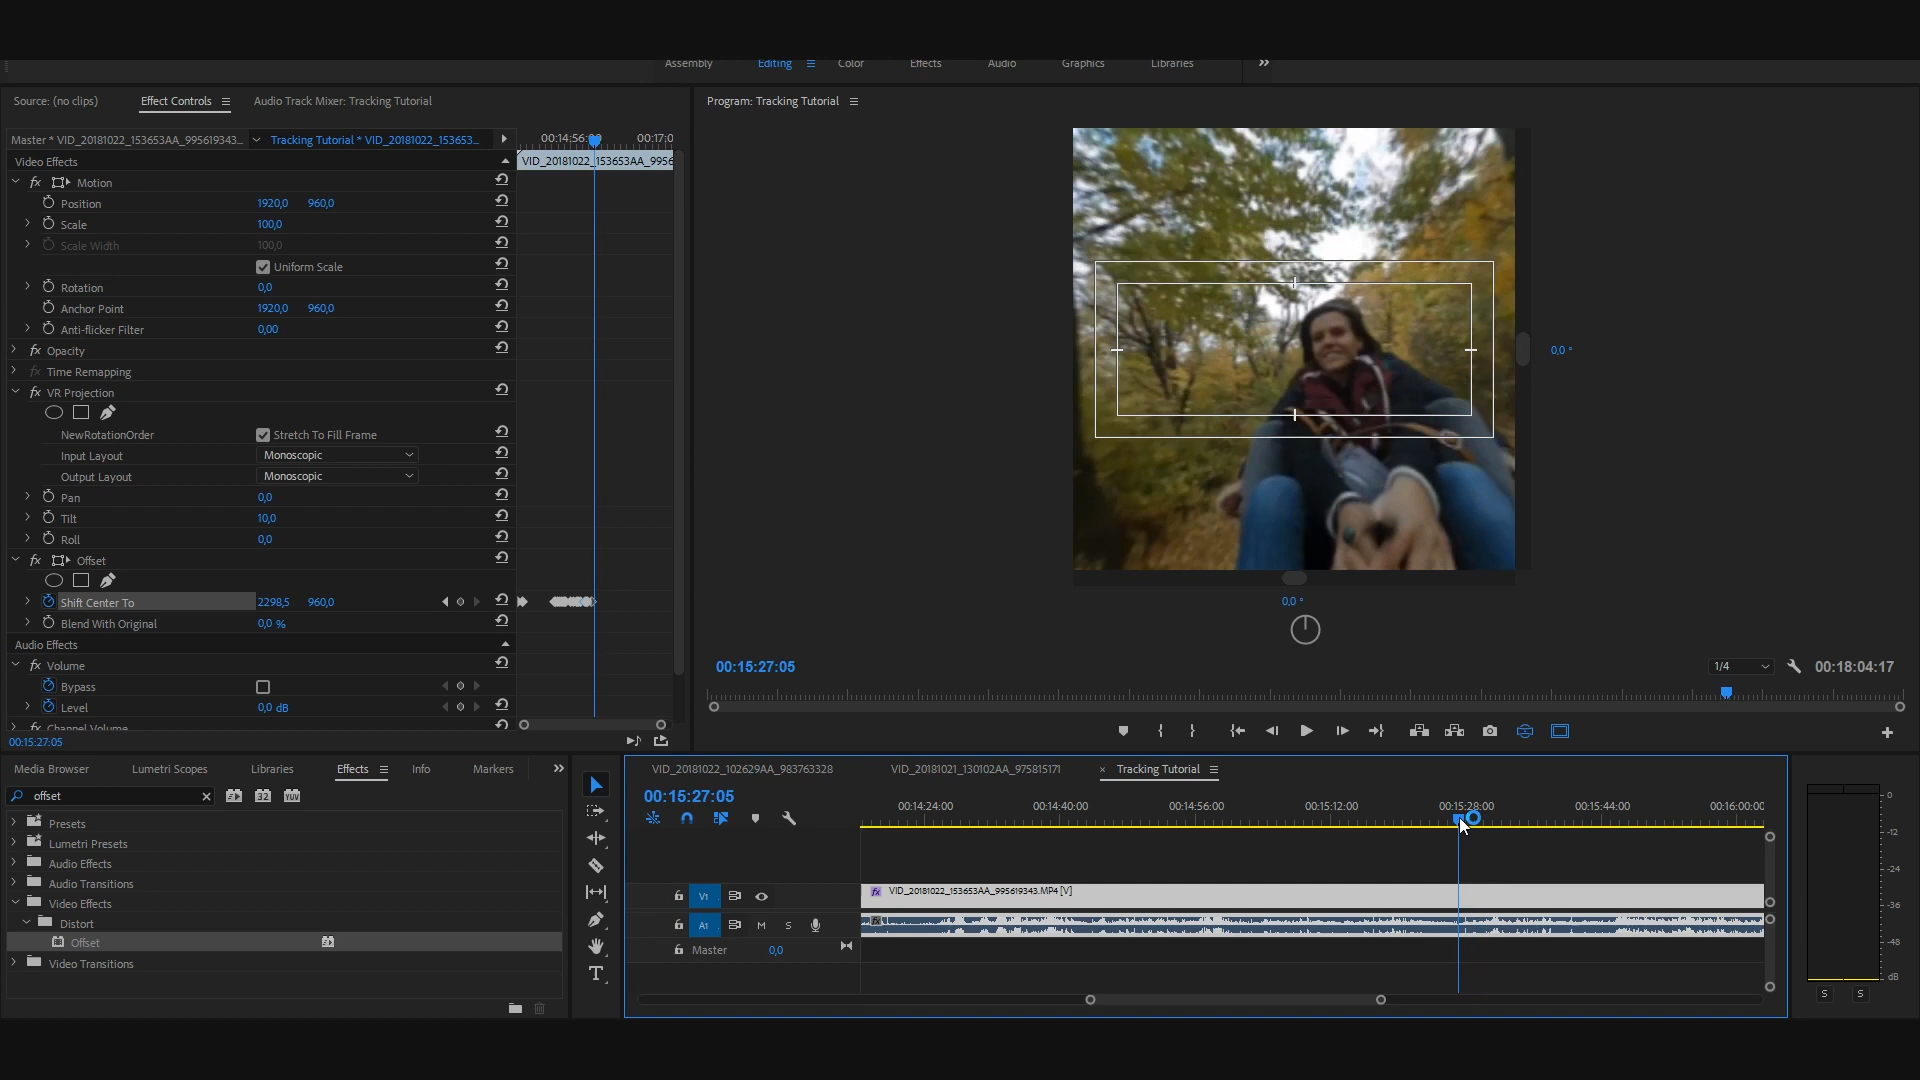 Assembly Editing Color Effects Audio Graphics Libraries
Source: (no clips) Effect Controls Audio Track Mixer: Tracking Tutorial
Program: Tracking Tutorial
Master * VID_20181022_153653AA_995619343... Tracking Tutorial * VID_20181022_153653...
00:17:0
Video Effects
VID_20181022_153653AA_9956
fx Motion
Position 1920,0 960,0
Scale 100,0
Scale Width 100,0
Uniform Scale
Rotation 0,0
Anchor Point 1920,0 960,0
Anti-flicker Filter 0,00
fx Opacity
fx Time Remapping
fx VR Projection
NewRotationOrder Stretch To Fill Frame
Input Layout Monoscopic
Output Layout Monoscopic
Pan 0,0
Tilt 10,0
Roll 0,0
fx Offset
Shift Center To 2298,5 960,0
Blend With Original 0,0 %
Audio Effects
fx Volume
Bypass
Level 0,0 dB
fx Channel Volume
00:15:27:05
0,0 °
0,0 °
00:15:27:05 1/4 00:18:04:17
Media Browser Lumetri Scopes Libraries Effects Info Markers
offset
32 YUV
Presets
Lumetri Presets
Audio Effects
Audio Transitions
Video Effects
Distort
Offset
Video Transitions
T
VID_20181022_102629AA_983763328 VID_20181021_130102AA_975815171 × Tracking Tutorial
00:15:27:05
00:14:24:00 00:14:40:00 00:14:56:00 00:15:12:00 00:15:28:00 00:15:44:00 00:16:00:00
V1 fx VID_20181022_153653AA_995619343.MP4 [V]
A1 M S fx
Master 0,0
0
-12
-24
-36
-48
dB
S S